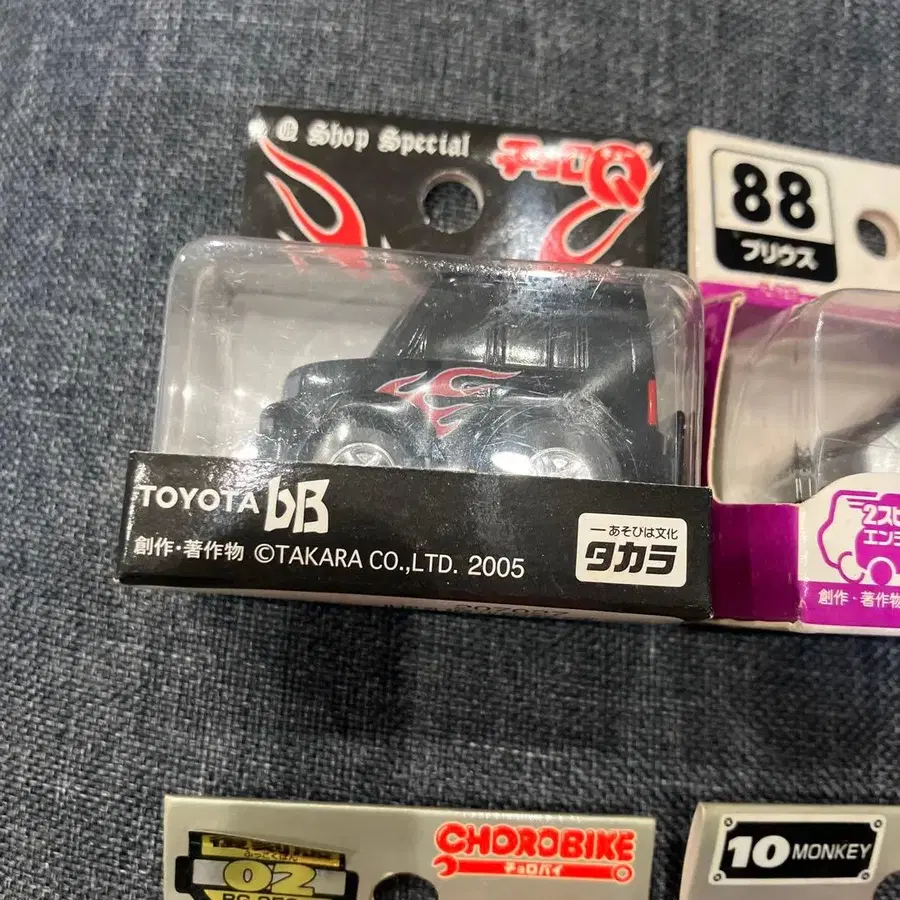 Q Shop Special
チョロQ
88
プリウス
TOYOTA bB
創作・著作物 ©TAKARA CO.,LTD. 2005
ーあそびは文化
タカラ
2スピ
エンジ
創作・著作物
02
CHOROBIKE
チョロバイ
10 MONKEY